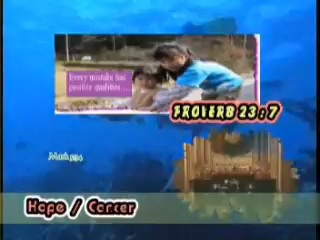 Every mistake has
positive qualities...
PROVERB 23:7
Hope / Cancer